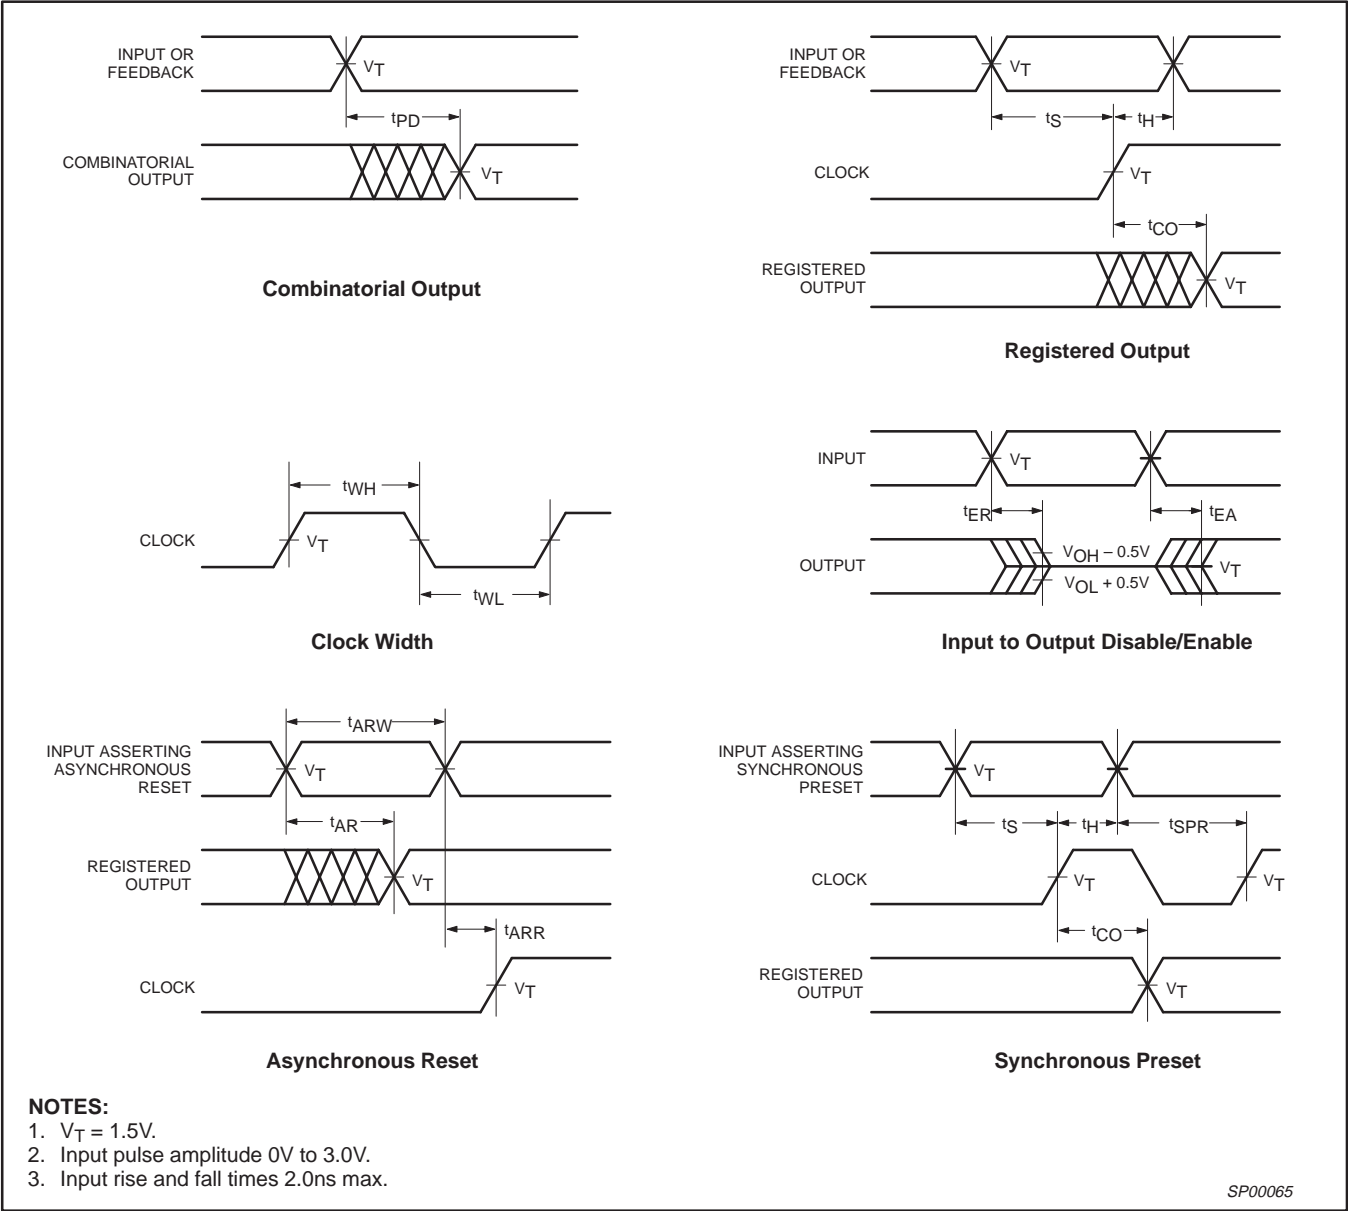 INPUT OR
FEEDBACK
VT
tPD
COMBINATORIAL
OUTPUT
VT
Combinatorial Output
INPUT OR
FEEDBACK
VT
tS
tH
CLOCK
VT
tCO
REGISTERED
OUTPUT
VT
Registered Output
tWH
CLOCK
VT
tWL
Clock Width
INPUT
VT
tER
tEA
OUTPUT
VOH – 0.5V
VOL + 0.5V
VT
Input to Output Disable/Enable
tARW
INPUT ASSERTING
ASYNCHRONOUS
RESET
VT
tAR
REGISTERED
OUTPUT
VT
tARR
CLOCK
VT
Asynchronous Reset
INPUT ASSERTING
SYNCHRONOUS
PRESET
VT
tS
tH
tSPR
CLOCK
VT
VT
tCO
REGISTERED
OUTPUT
VT
Synchronous Preset
NOTES:
1. VT = 1.5V.
2. Input pulse amplitude 0V to 3.0V.
3. Input rise and fall times 2.0ns max.
SP00065